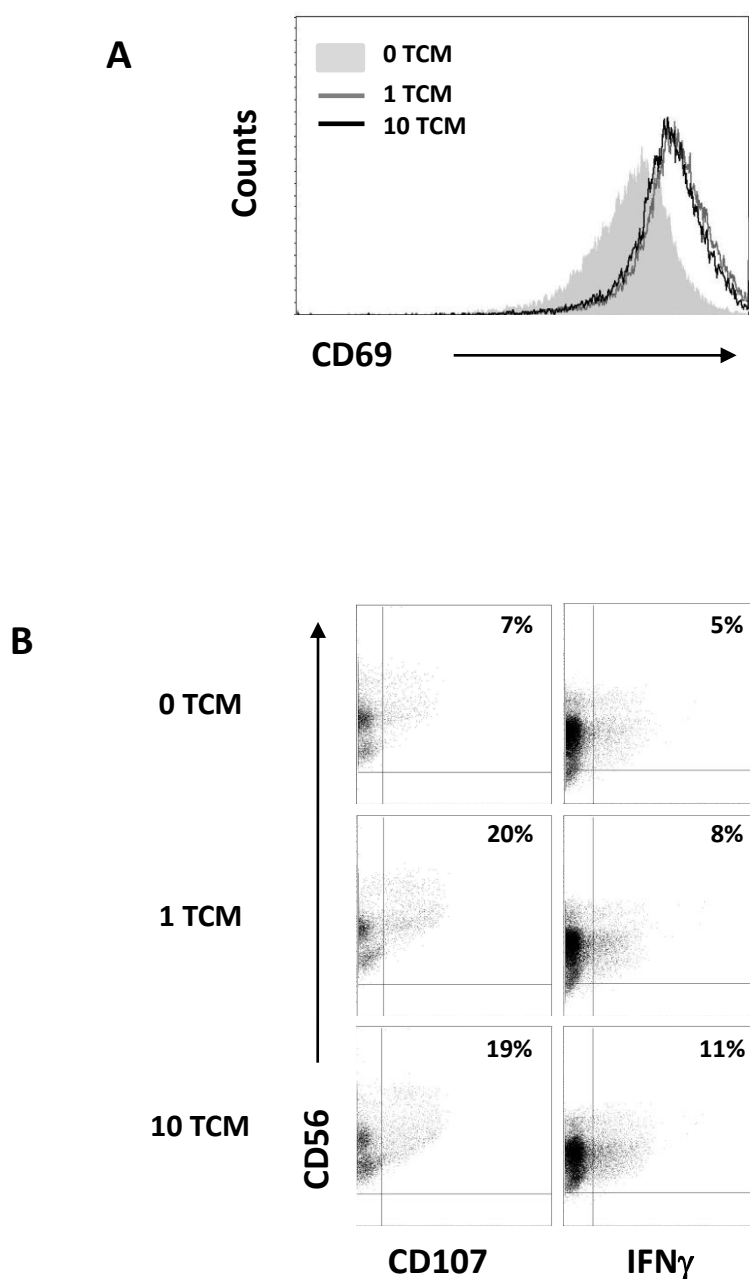 A
0 TCM
1 TCM
10 TCM
Counts
CD69
B
7%
5%
0 TCM
20%
8%
1 TCM
19%
11%
10 TCM
CD56
CD107
IFNγ